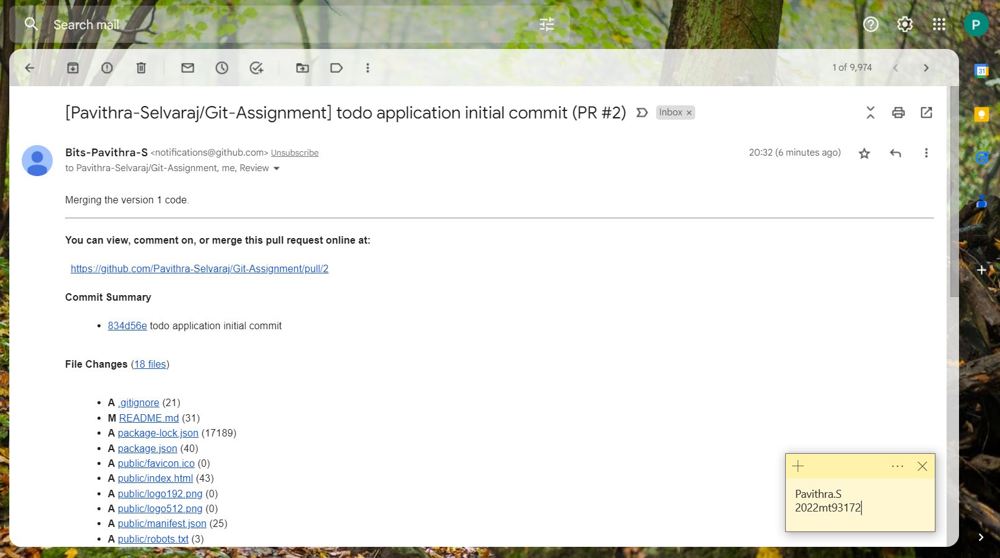 Search mail
P
1 of 9,974
31
[Pavithra-Selvaraj/Git-Assignment] todo application initial commit (PR #2) Inbox ×
Bits-Pavithra-S <notifications@github.com> Unsubscribe
20:32 (6 minutes ago)
to Pavithra-Selvaraj/Git-Assignment, me, Review
Merging the version 1 code.
You can view, comment on, or merge this pull request online at:
https://github.com/Pavithra-Selvaraj/Git-Assignment/pull/2
Commit Summary
• 834d56e todo application initial commit
File Changes (18 files)
• A .gitignore (21)
• M README.md (31)
• A package-lock.json (17189)
• A package.json (40)
• A public/favicon.ico (0)
• A public/index.html (43)
• A public/logo192.png (0)
• A public/logo512.png (0)
• A public/manifest.json (25)
• A public/robots.txt (3)
Pavithra.S
2022mt93172